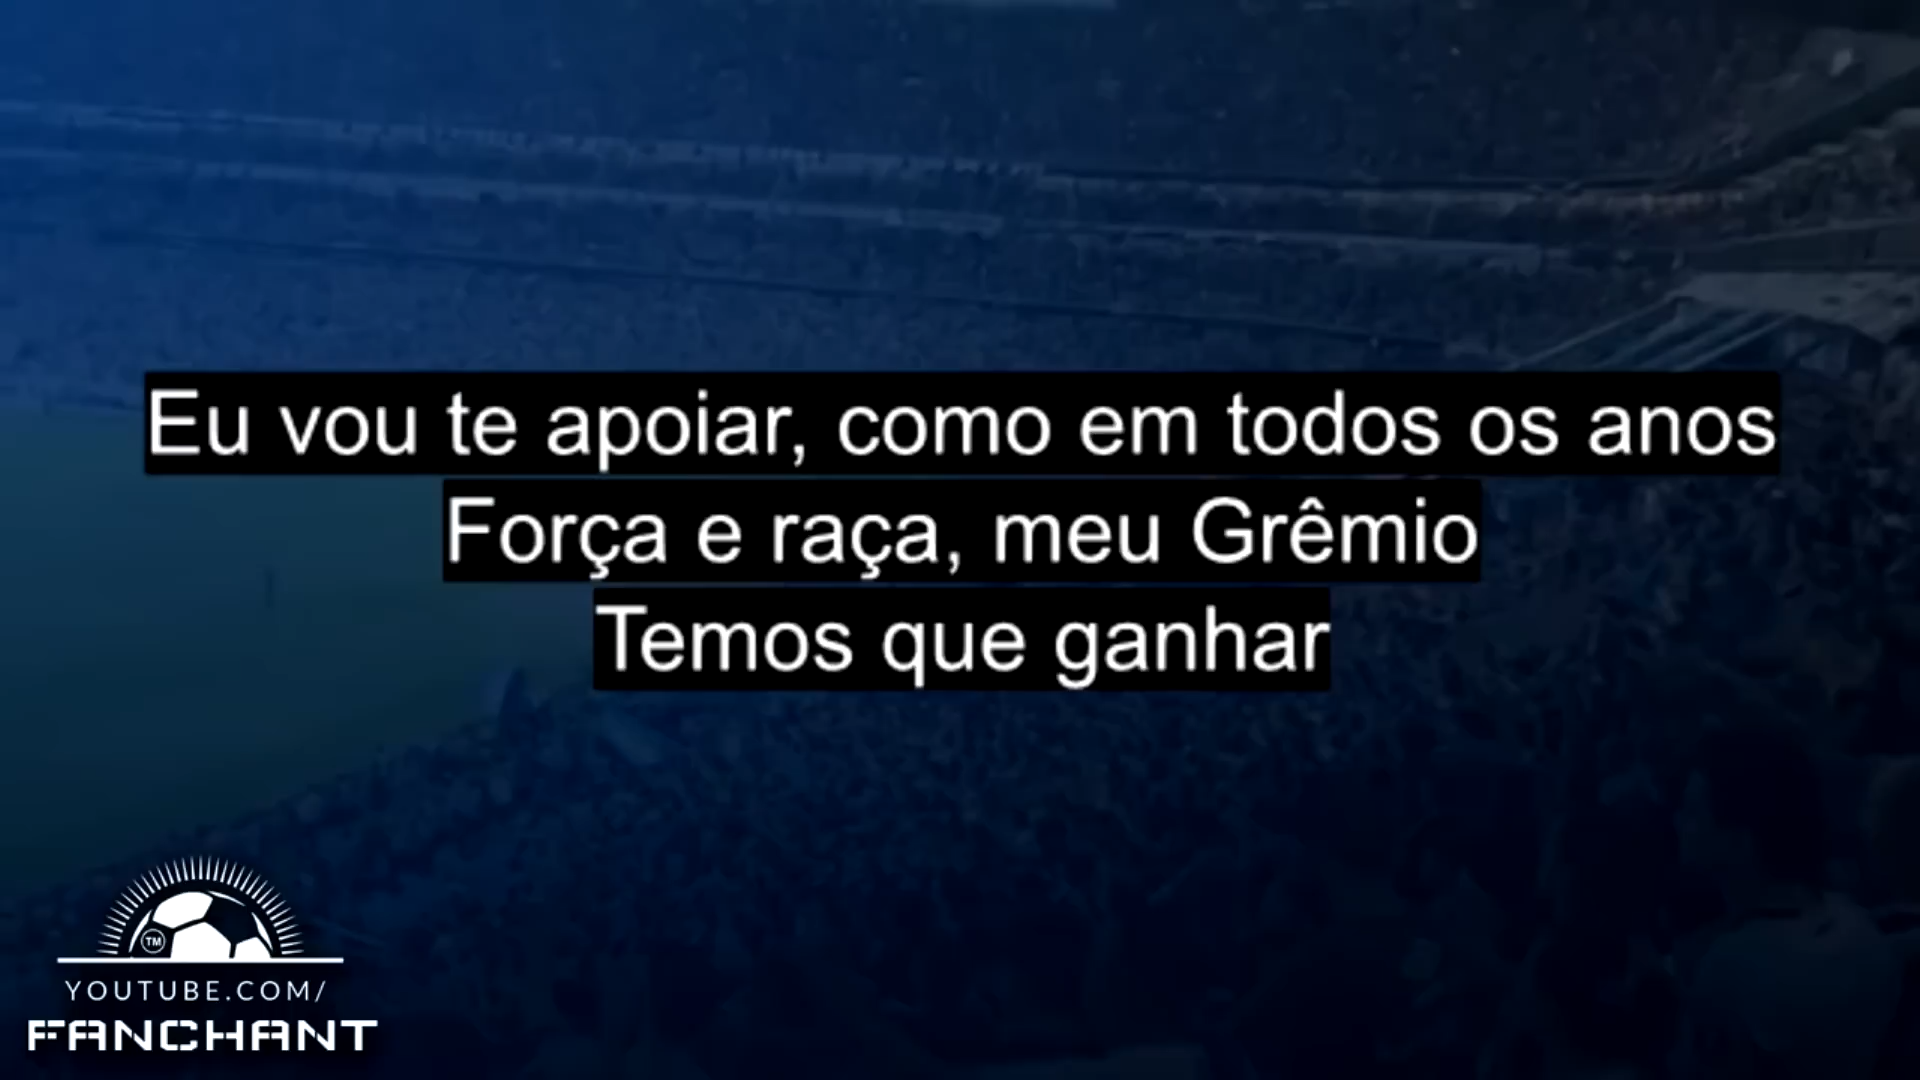 Eu vou te apoiar, como em todos os anos
Força e raça, meu Grêmio
Temos que ganhar
TM
YOUTUBE.COM/
FANCHANT